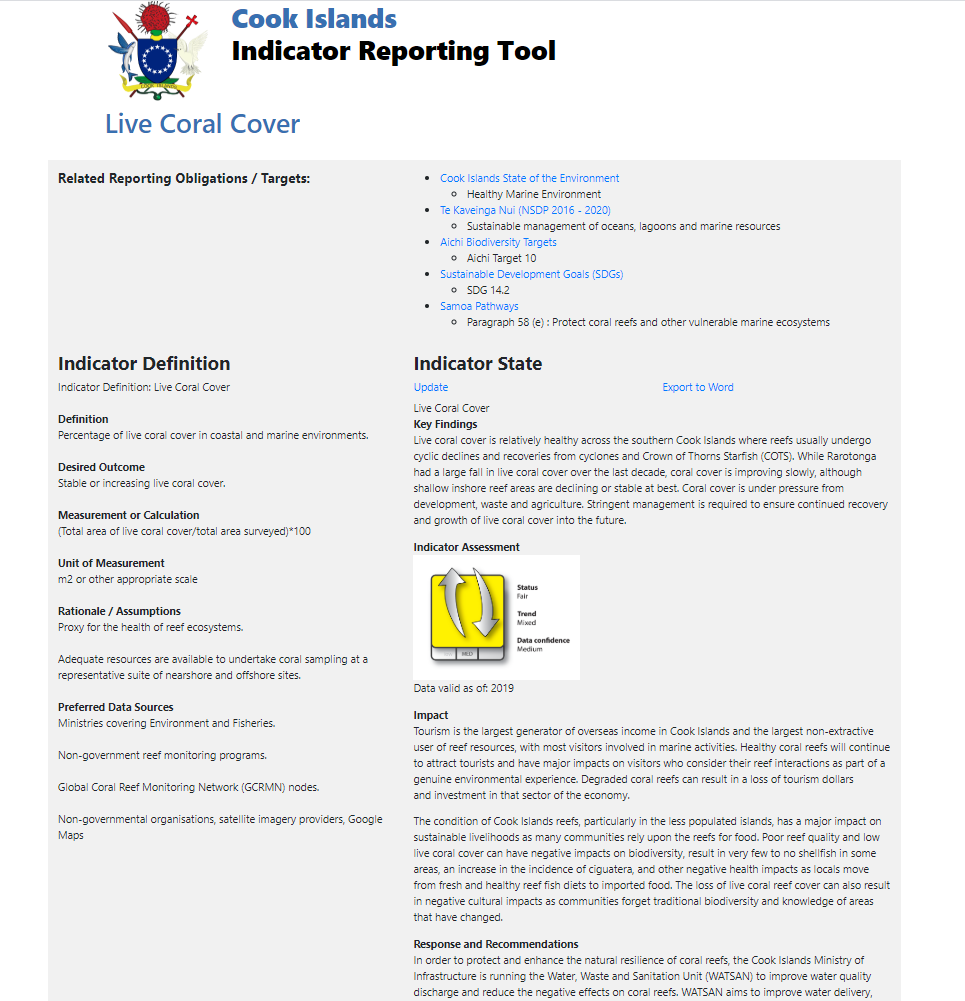 Cook Islands
Indicator Reporting Tool
COOK ISLANDS
Live Coral Cover
Related Reporting Obligations / Targets:
Cook Islands State of the Environment
Healthy Marine Environment
Te Kaveinga Nui (NSDP 2016 - 2020)
Sustainable management of oceans, lagoons and marine resources
Aichi Biodiversity Targets
Aichi Target 10
Sustainable Development Goals (SDGs)
SDG 14.2
Samoa Pathways
Paragraph 58 (e) : Protect coral reefs and other vulnerable marine ecosystems
Indicator Definition
Indicator Definition: Live Coral Cover
Definition
Percentage of live coral cover in coastal and marine environments.
Desired Outcome
Stable or increasing live coral cover.
Measurement or Calculation
(Total area of live coral cover/total area surveyed)*100
Unit of Measurement
m2 or other appropriate scale
Rationale / Assumptions
Proxy for the health of reef ecosystems.
Adequate resources are available to undertake coral sampling at a
representative suite of nearshore and offshore sites.
Preferred Data Sources
Ministries covering Environment and Fisheries.
Non-government reef monitoring programs.
Global Coral Reef Monitoring Network (GCRMN) nodes.
Non-governmental organisations, satellite imagery providers, Google
Maps
Indicator State
Update
Export to Word
Live Coral Cover
Key Findings
Live coral cover is relatively healthy across the southern Cook Islands where reefs usually undergo
cyclic declines and recoveries from cyclones and Crown of Thorns Starfish (COTS). While Rarotonga
had a large fall in live coral cover over the last decade, coral cover is improving slowly, although
shallow inshore reef areas are declining or stable at best. Coral cover is under pressure from
development, waste and agriculture. Stringent management is required to ensure continued recovery
and growth of live coral cover into the future.
Indicator Assessment
Status
Fair
Trend
Mixed
Data confidence
Medium
MED
Data valid as of: 2019
Impact
Tourism is the largest generator of overseas income in Cook Islands and the largest non-extractive
user of reef resources, with most visitors involved in marine activities. Healthy coral reefs will continue
to attract tourists and have major impacts on visitors who consider their reef interactions as part of a
genuine environmental experience. Degraded coral reefs can result in a loss of tourism dollars
and investment in that sector of the economy.
The condition of Cook Islands reefs, particularly in the less populated islands, has a major impact on
sustainable livelihoods as many communities rely upon the reefs for food. Poor reef quality and low
live coral cover can have negative impacts on biodiversity, result in very few to no shellfish in some
areas, an increase in the incidence of ciguatera, and other negative health impacts as locals move
from fresh and healthy reef fish diets to imported food. The loss of live coral reef cover can also result
in negative cultural impacts as communities forget traditional biodiversity and knowledge of areas
that have changed.
Response and Recommendations
In order to protect and enhance the natural resilience of coral reefs, the Cook Islands Ministry of
Infrastructure is running the Water, Waste and Sanitation Unit (WATSAN) to improve water quality
discharge and reduce the negative effects on coral reefs. WATSAN aims to improve water delivery,